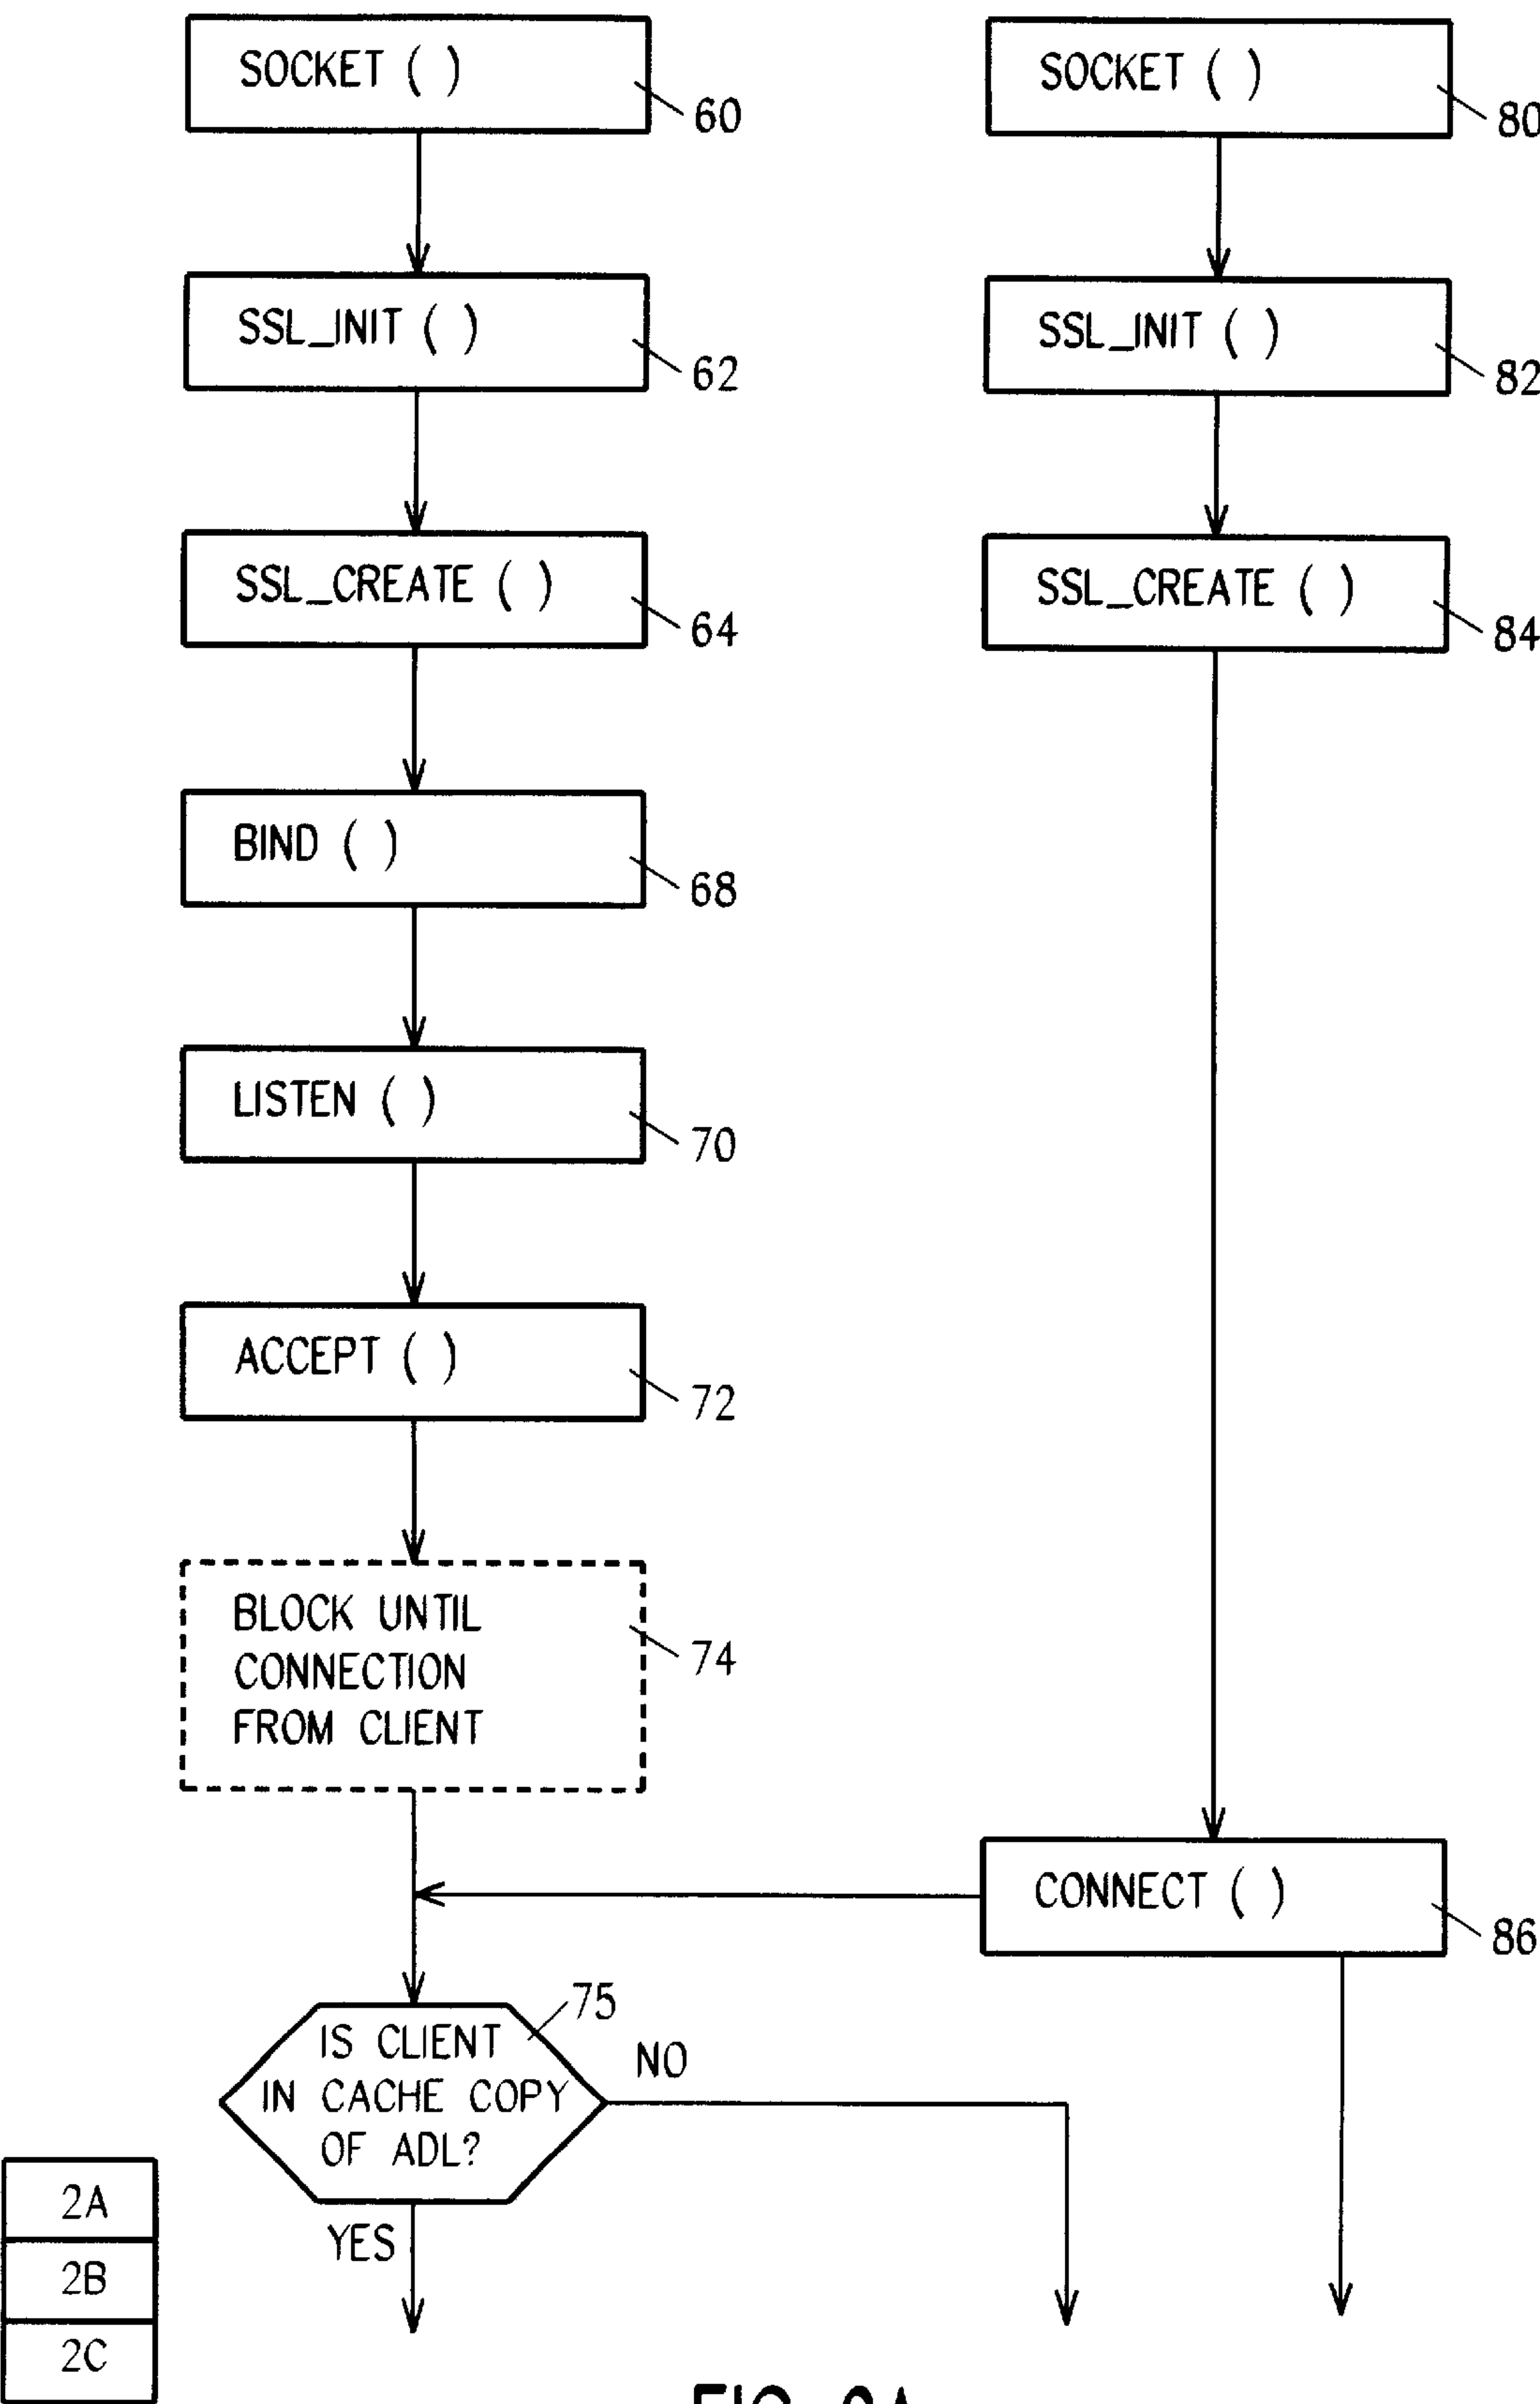 SOCKET ( )
60
SOCKET ( )
80
SSL_INIT ( )
62
SSL_INIT ( )
82
SSL_CREATE ( )
64
SSL_CREATE ( )
84
BIND ( )
68
LISTEN ( )
70
ACCEPT ( )
72
BLOCK UNTIL
CONNECTION
FROM CLIENT
74
CONNECT ( )
86
75
IS CLIENT
IN CACHE COPY
OF ADL?
NO
YES
2A
2B
2C